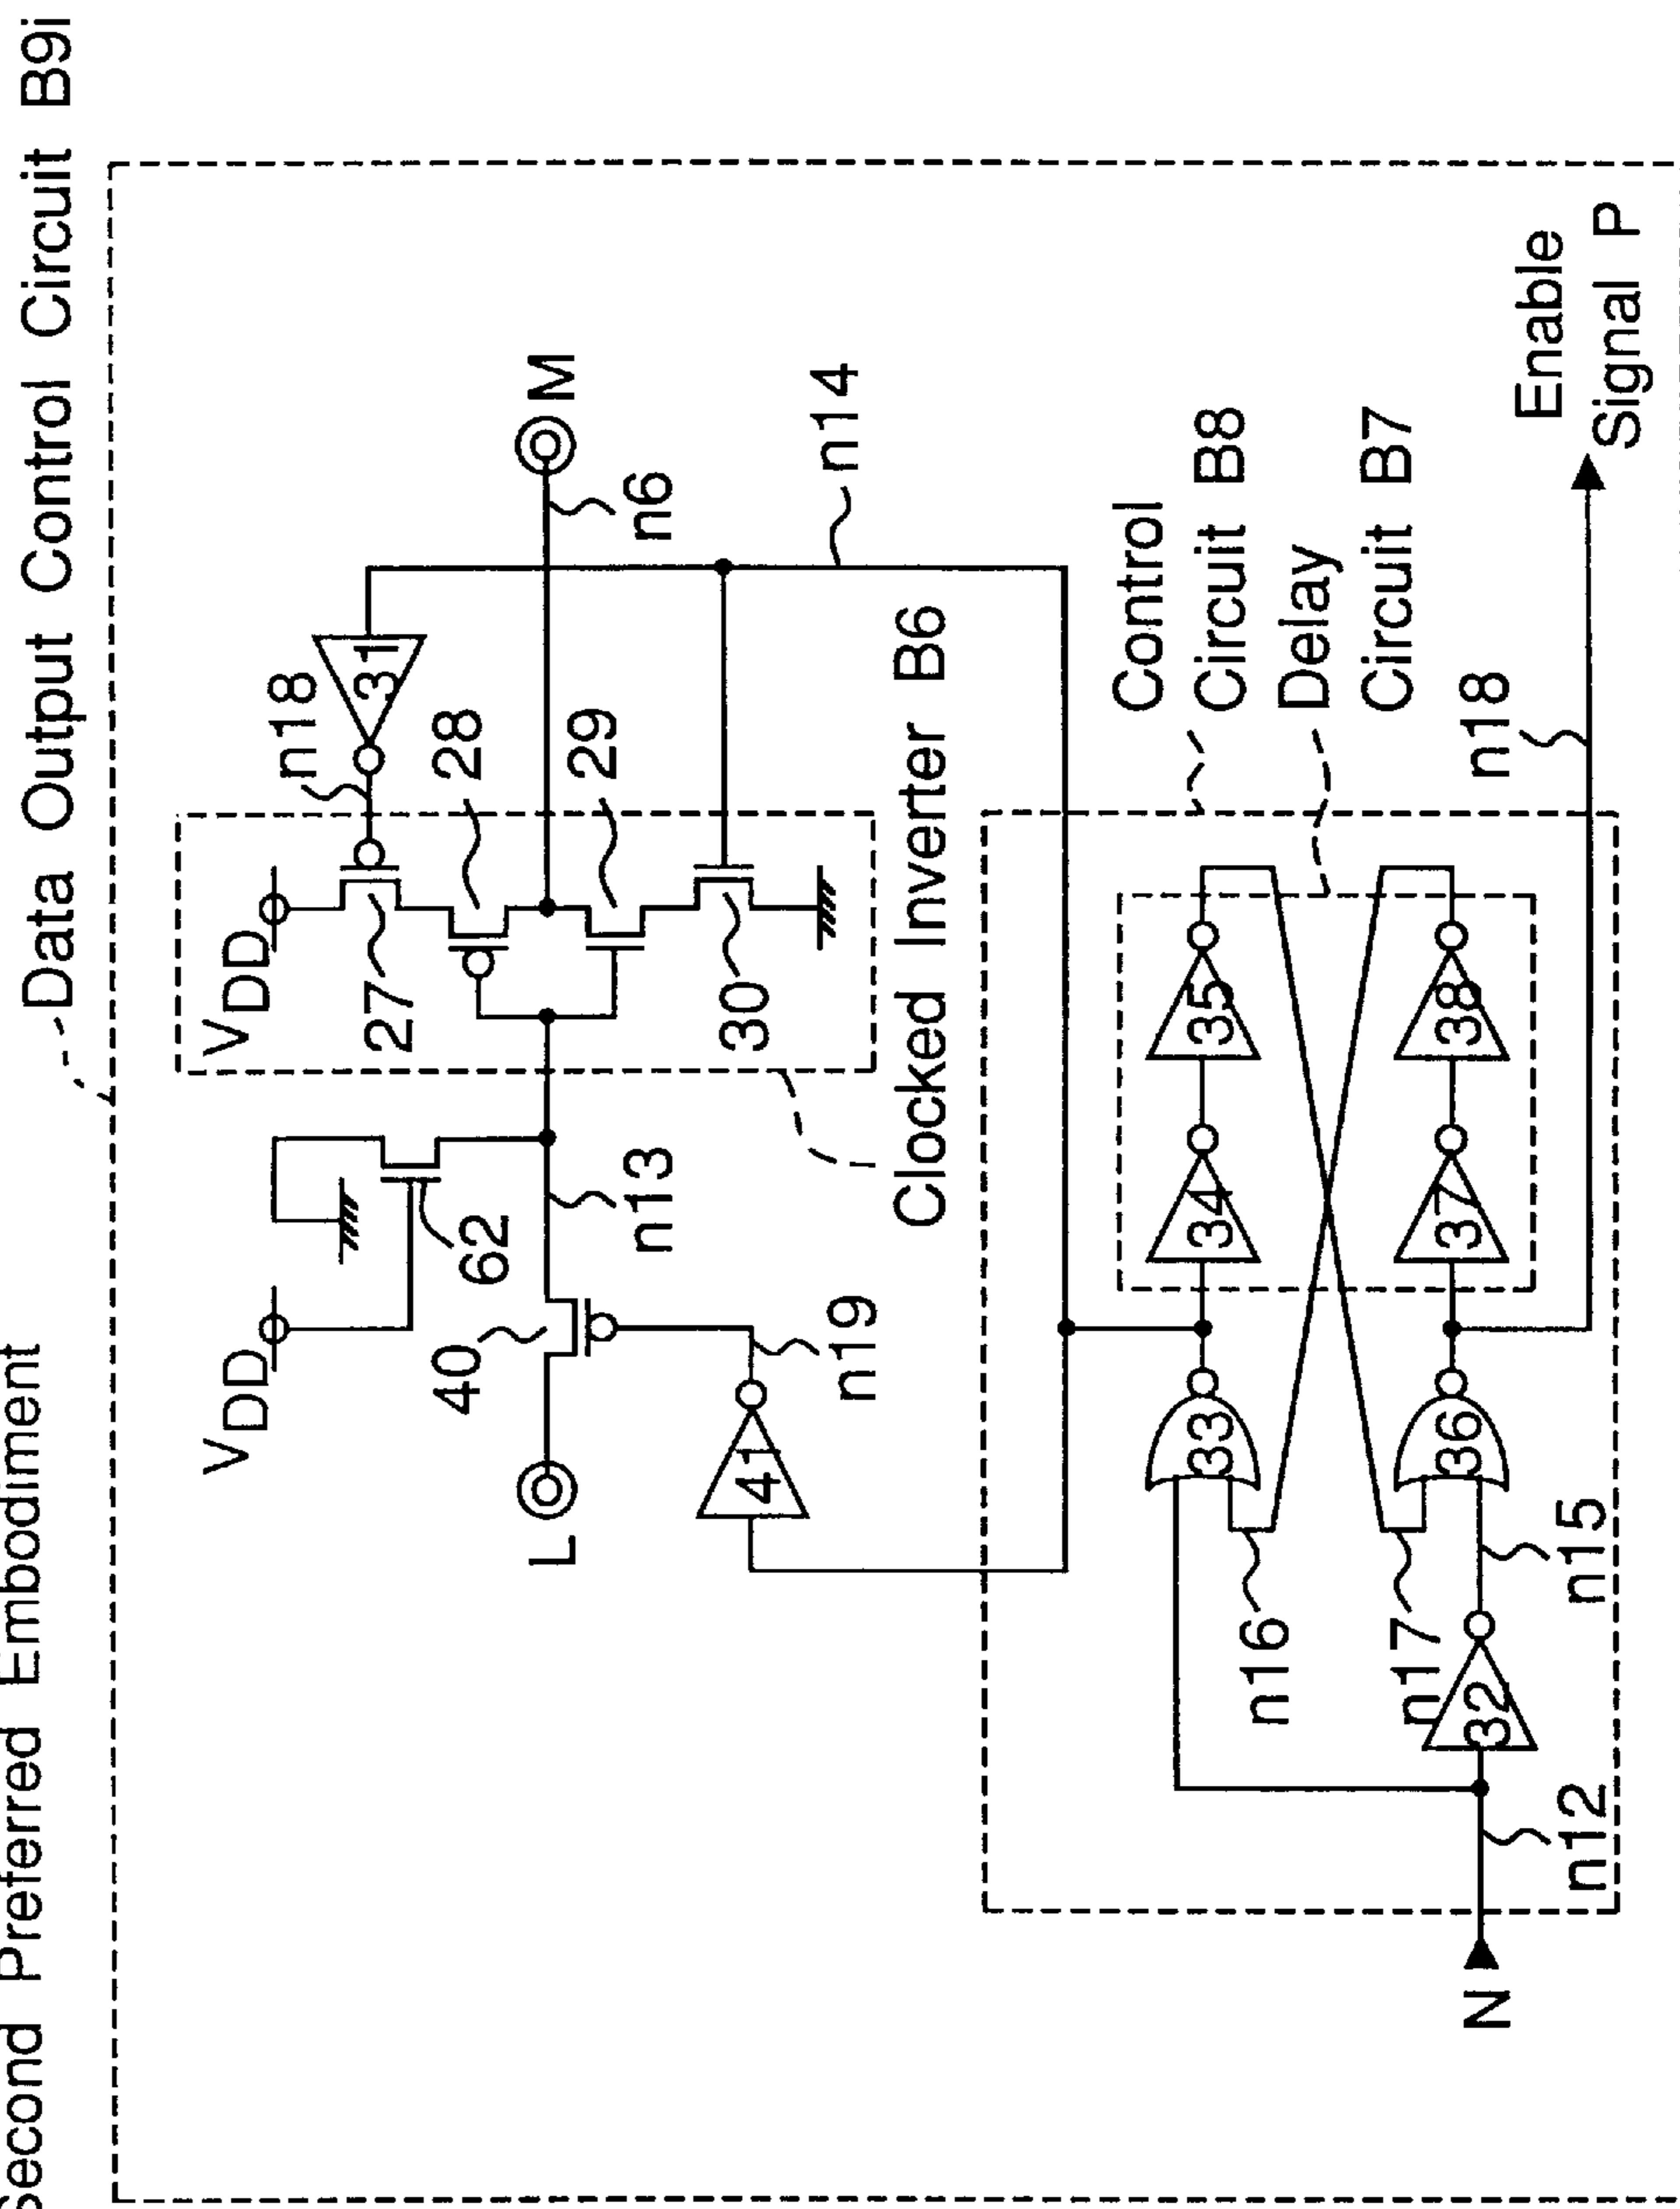 Second Preferred Embodiment
Data Output Control Circuit B9i
VDD
VDD
n18
31
27
28
62
40
L
n13
29
M
n6
30
41
n19
Clocked Inverter B6
n14
Control
Circuit B8
Delay
Circuit B7
33
34
35
n16
n17
36
37
38
n18
Enable
Signal P
N
n12
32
n15